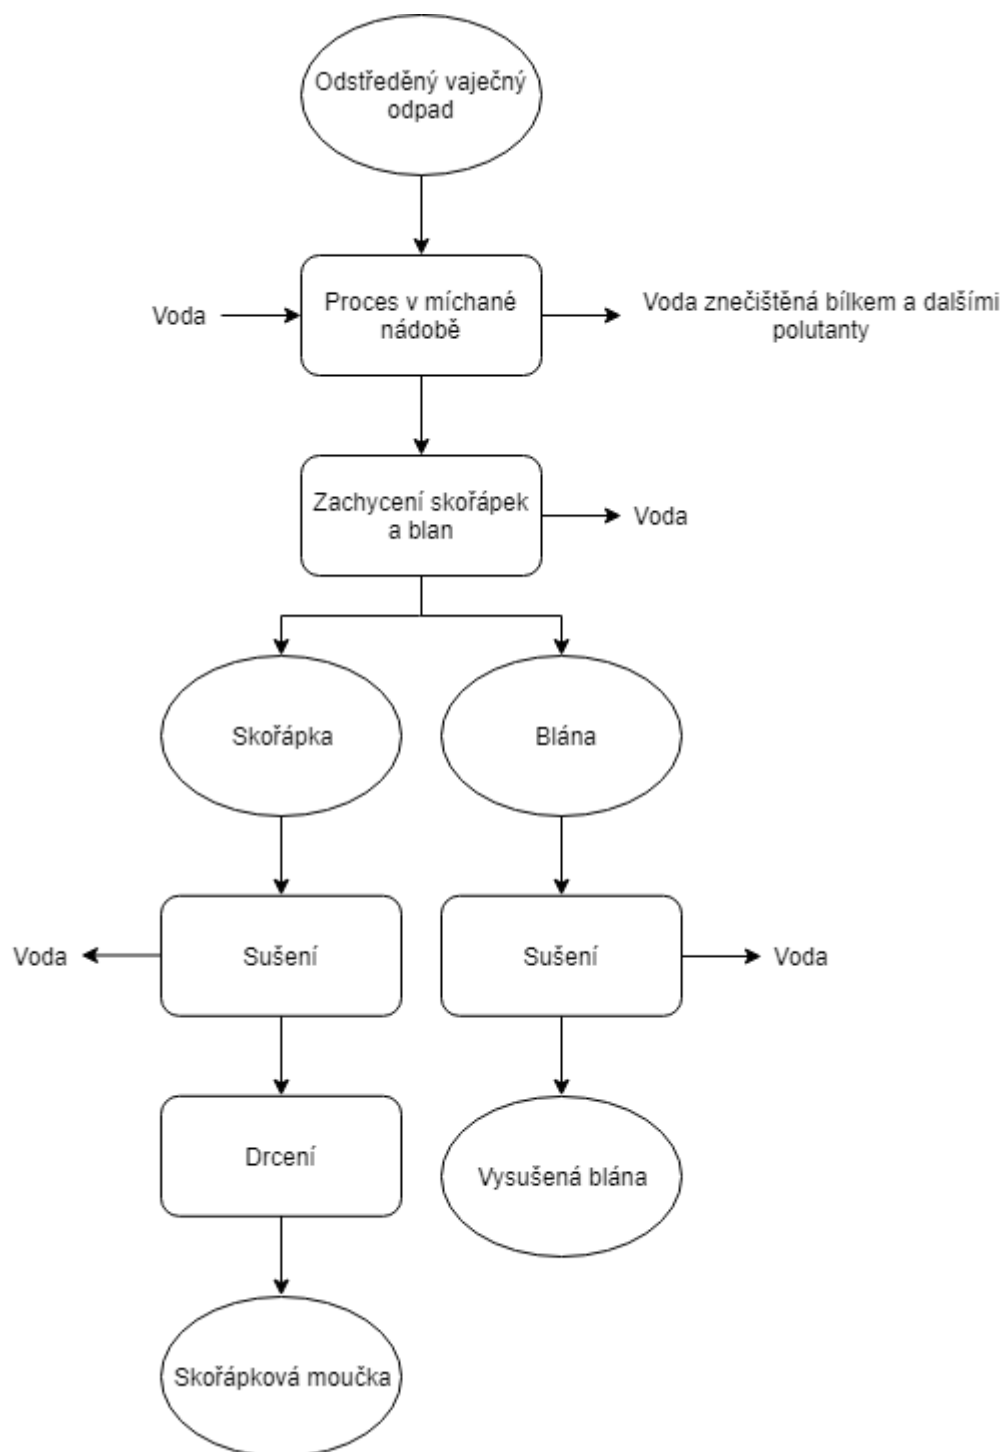 Odstředěný vaječný
odpad
Voda
Proces v míchané
nádobě
Voda znečištěná bílkem a dalšími
polutanty
Zachycení skořápek
a blan
Voda
Skořápka
Blána
Voda
Sušení
Sušení
Voda
Drcení
Vysušená blána
Skořápková moučka